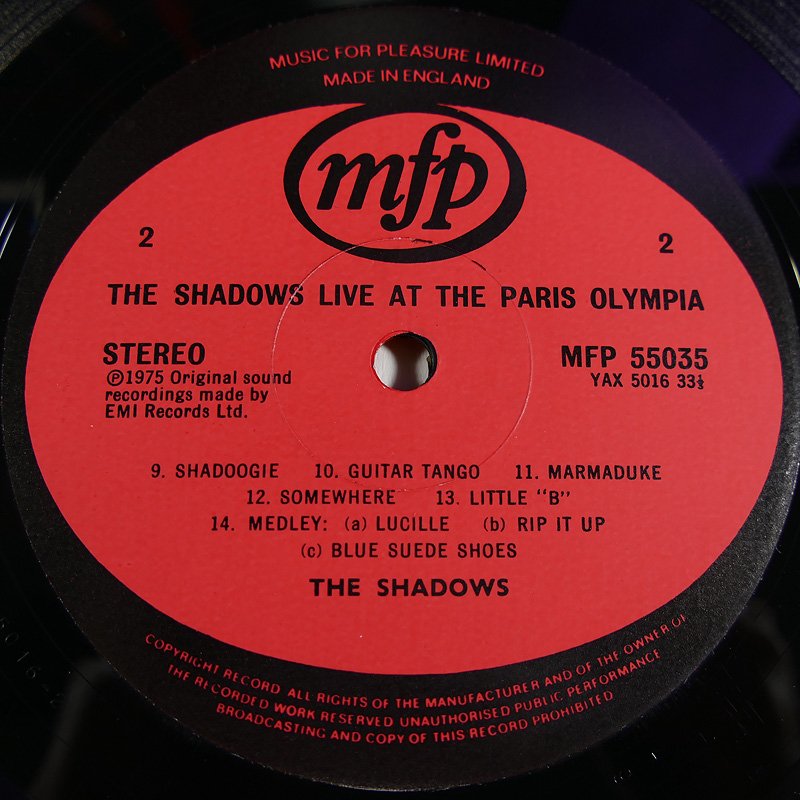 MUSIC FOR PLEASURE LIMITED
MADE IN ENGLAND
mfp
2
2
THE SHADOWS LIVE AT THE PARIS OLYMPIA
STEREO
℗1975 Original sound
recordings made by
EMI Records Ltd.
MFP 55035
YAX 5016 33⅓
9. SHADOOGIE 10. GUITAR TANGO 11. MARMADUKE
12. SOMEWHERE 13. LITTLE "B"
14. MEDLEY: (a) LUCILLE (b) RIP IT UP
(c) BLUE SUEDE SHOES
THE SHADOWS
COPYRIGHT RECORD ALL RIGHTS OF THE MANUFACTURER AND OF THE OWNER OF
THE RECORDED WORK RESERVED UNAUTHORISED PUBLIC PERFORMANCE
BROADCASTING AND COPY OF THIS RECORD PROHIBITED